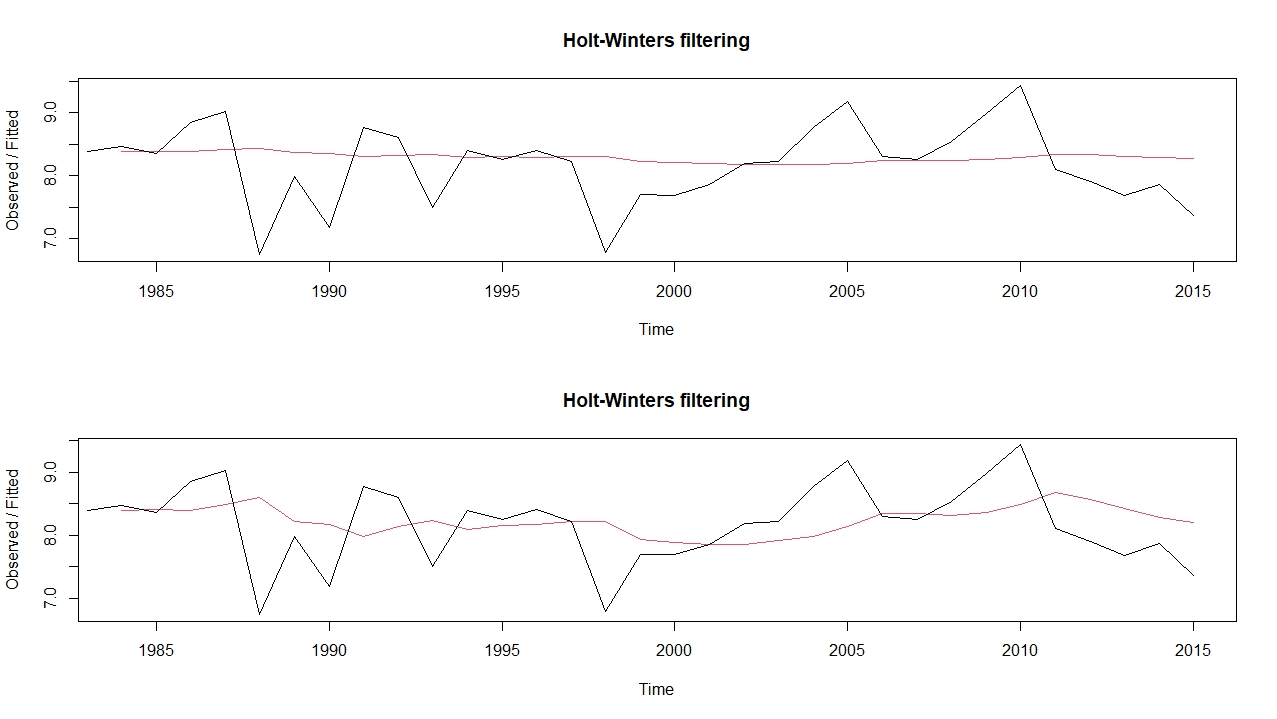 Holt-Winters filtering
Observed / Fitted
9.0
8.0
7.0
1985 1990 1995 2000 2005 2010 2015
Time
Holt-Winters filtering
Observed / Fitted
9.0
8.0
7.0
1985 1990 1995 2000 2005 2010 2015
Time